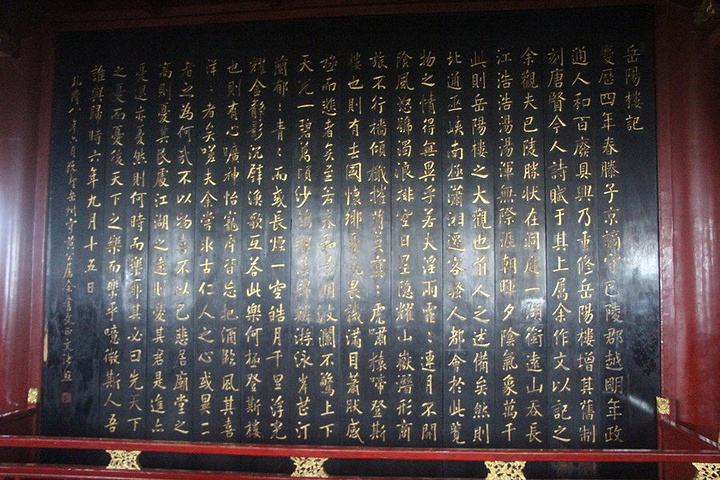 岳陽樓記
慶曆四年春滕子京謫守巴陵郡越明年政
通人和百廢具興乃重修岳陽樓增其舊制
刻唐賢今人詩賦于其上屬余作文以記之
余觀夫巴陵勝狀在洞庭一湖銜遠山吞長
江浩浩湯湯渾無際涯朝暉夕陰氣象萬千
此則岳陽樓之大觀也前人之述備矣然則
北通巫峽南極瀟湘遷客騷人都會於此覽
物之情得無異乎若夫淫雨霏〻連月不開
陰風怒號濁浪排空日星隱耀山嶽潛形商
旅不行檣傾楫摧薄暮冥〻虎嘯猿啼登斯
樓也則有去國懷鄉憂讒畏譏滿目蕭然感
極而悲者矣至若春和景明波瀾不驚上下
天光一碧萬頃沙鷗翔集錦鱗游泳岸芷汀
蘭郁〻青〻而或長煙一空皓月千里浮光
耀金靜影沉璧漁歌互答此樂何極登斯樓
也則有心曠神怡寵辱皆忘把酒臨風其喜
洋〻者矣嗟夫余嘗求古仁人之心或異二
者之為何哉不以物喜不以己悲居廟堂之
高則憂其民處江湖之遠則憂其君是進亦
憂退亦憂然則何時而樂耶其必曰先天下
之憂而憂後天下之樂而樂乎噫微斯人吾
誰與歸時六年九月十五日